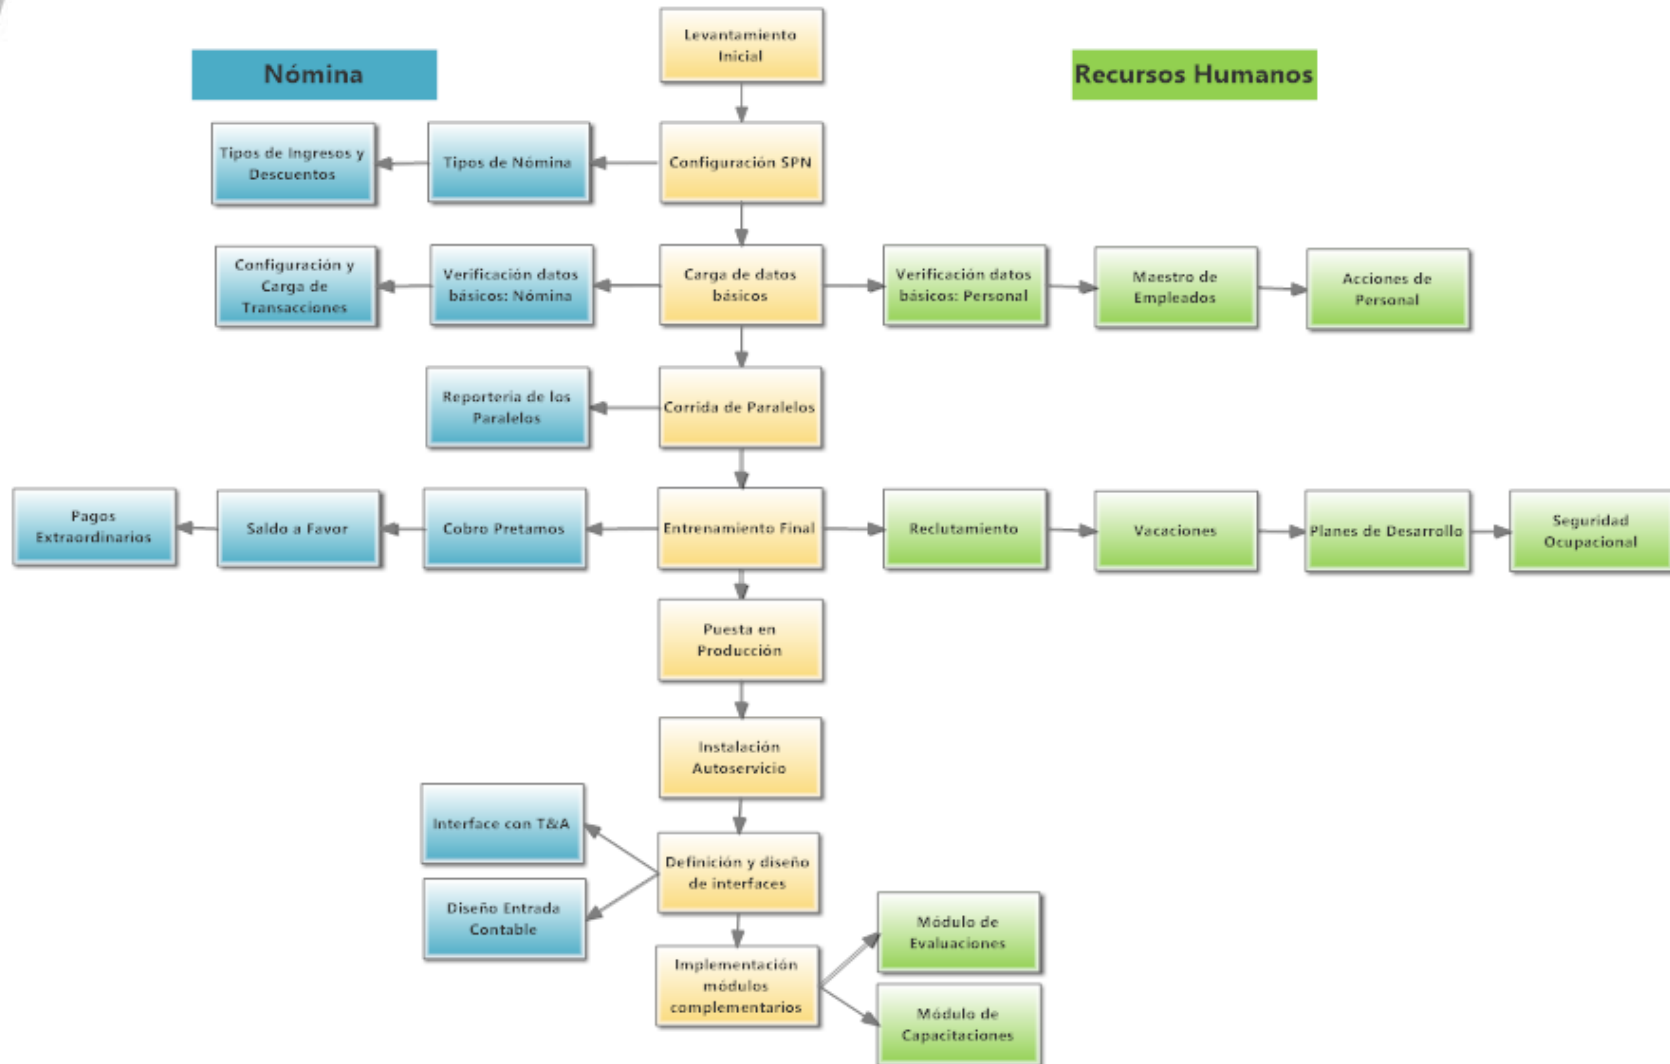 Levantamiento
Inicial
Nómina
Recursos Humanos
Tipos de Ingresos y
Descuentos
Tipos de Nómina
Configuración SPN
Configuración y
Carga de
Transacciones
Verificación datos
básicos: Nómina
Carga de datos
básicos
Verificación datos
básicos: Personal
Maestro de
Empleados
Acciones de
Personal
Reportería de los
Paralelos
Corrida de Paralelos
Pagos
Extraordinarios
Saldo a Favor
Cobro Pretamos
Entrenamiento Final
Reclutamiento
Vacaciones
Planes de Desarrollo
Seguridad
Ocupacional
Puesta en
Producción
Instalación
Autoservicio
Interface con T&A
Definición y diseño
de interfaces
Diseño Entrada
Contable
Módulo de
Evaluaciones
Implementación
módulos
complementarios
Módulo de
Capacitaciones